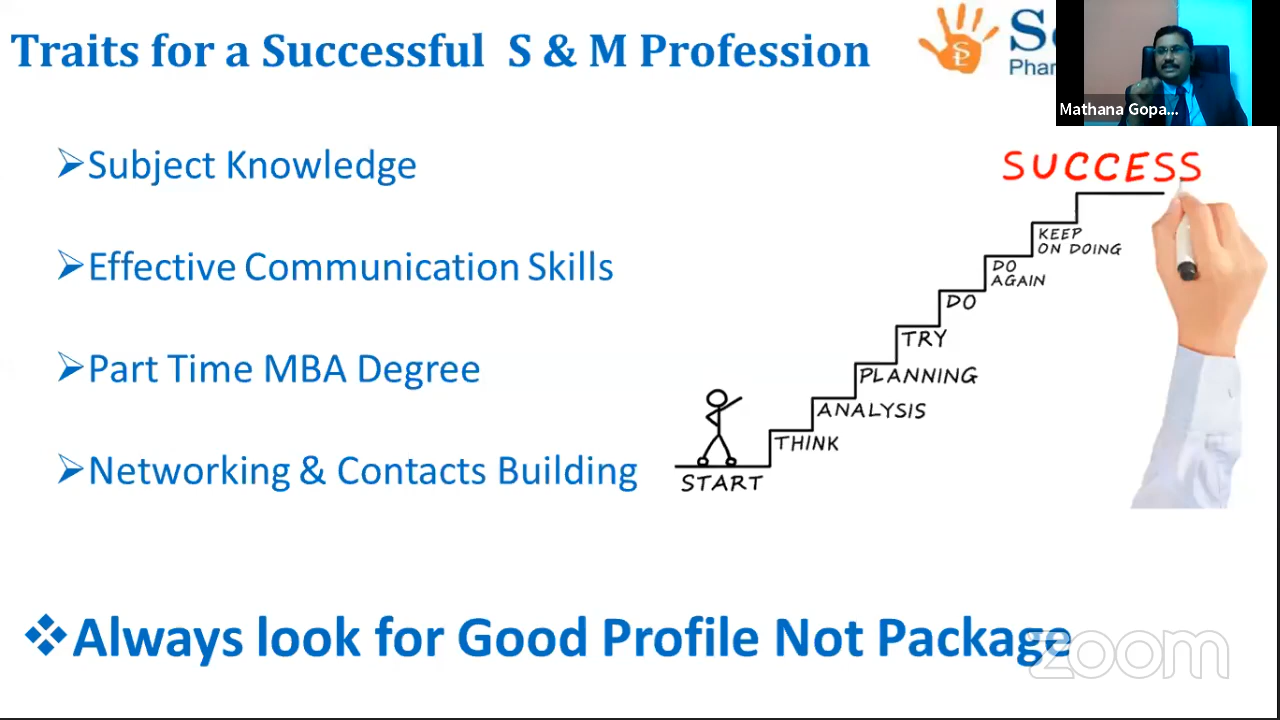 Traits for a Successful S & M Profession
Mathana Gopa...
Subject Knowledge
Effective Communication Skills
Part Time MBA Degree
Networking & Contacts Building
SUCCESS
KEEP
ON DOING
DO
AGAIN
DO
TRY
PLANNING
ANALYSIS
THINK
START
Always look for Good Profile Not Package
zoom